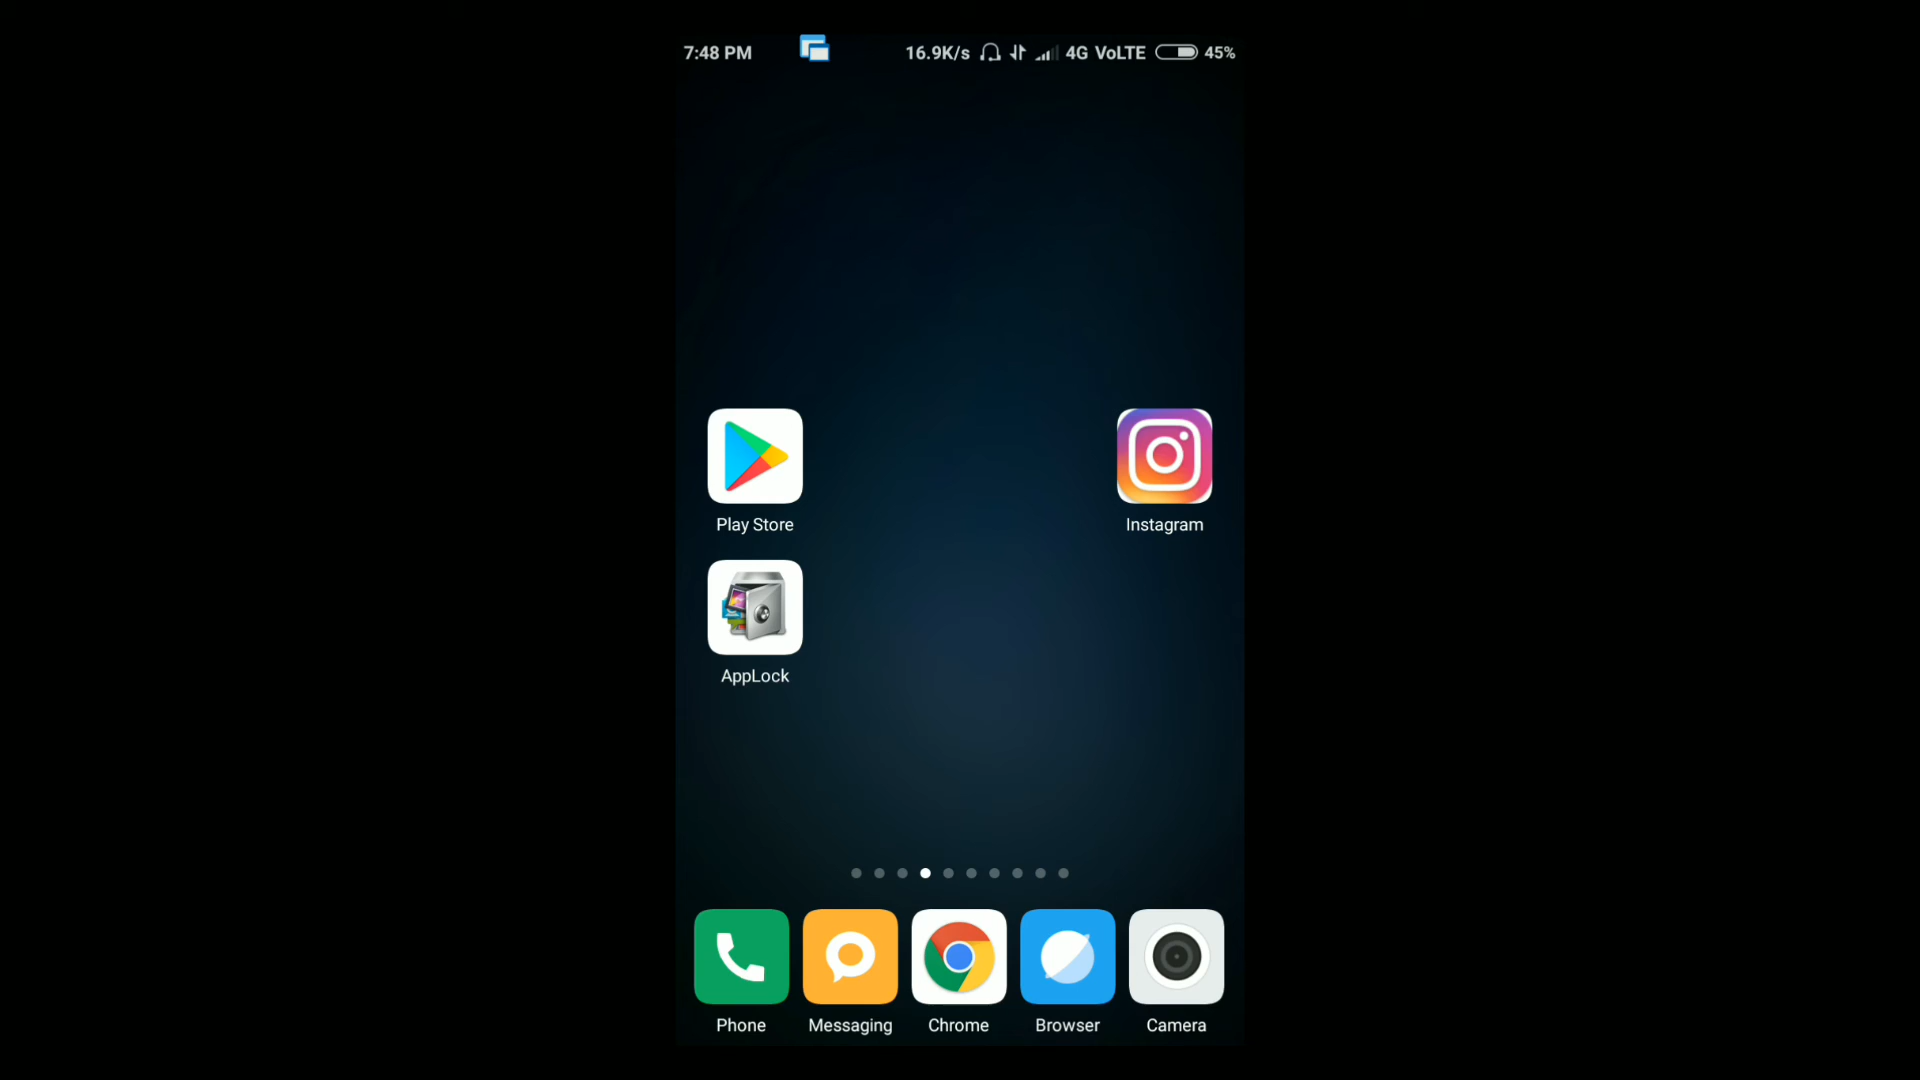 7:48 PM 16.9K/s 4G VoLTE 45%
Play Store Instagram
AppLock
Phone Messaging Chrome Browser Camera